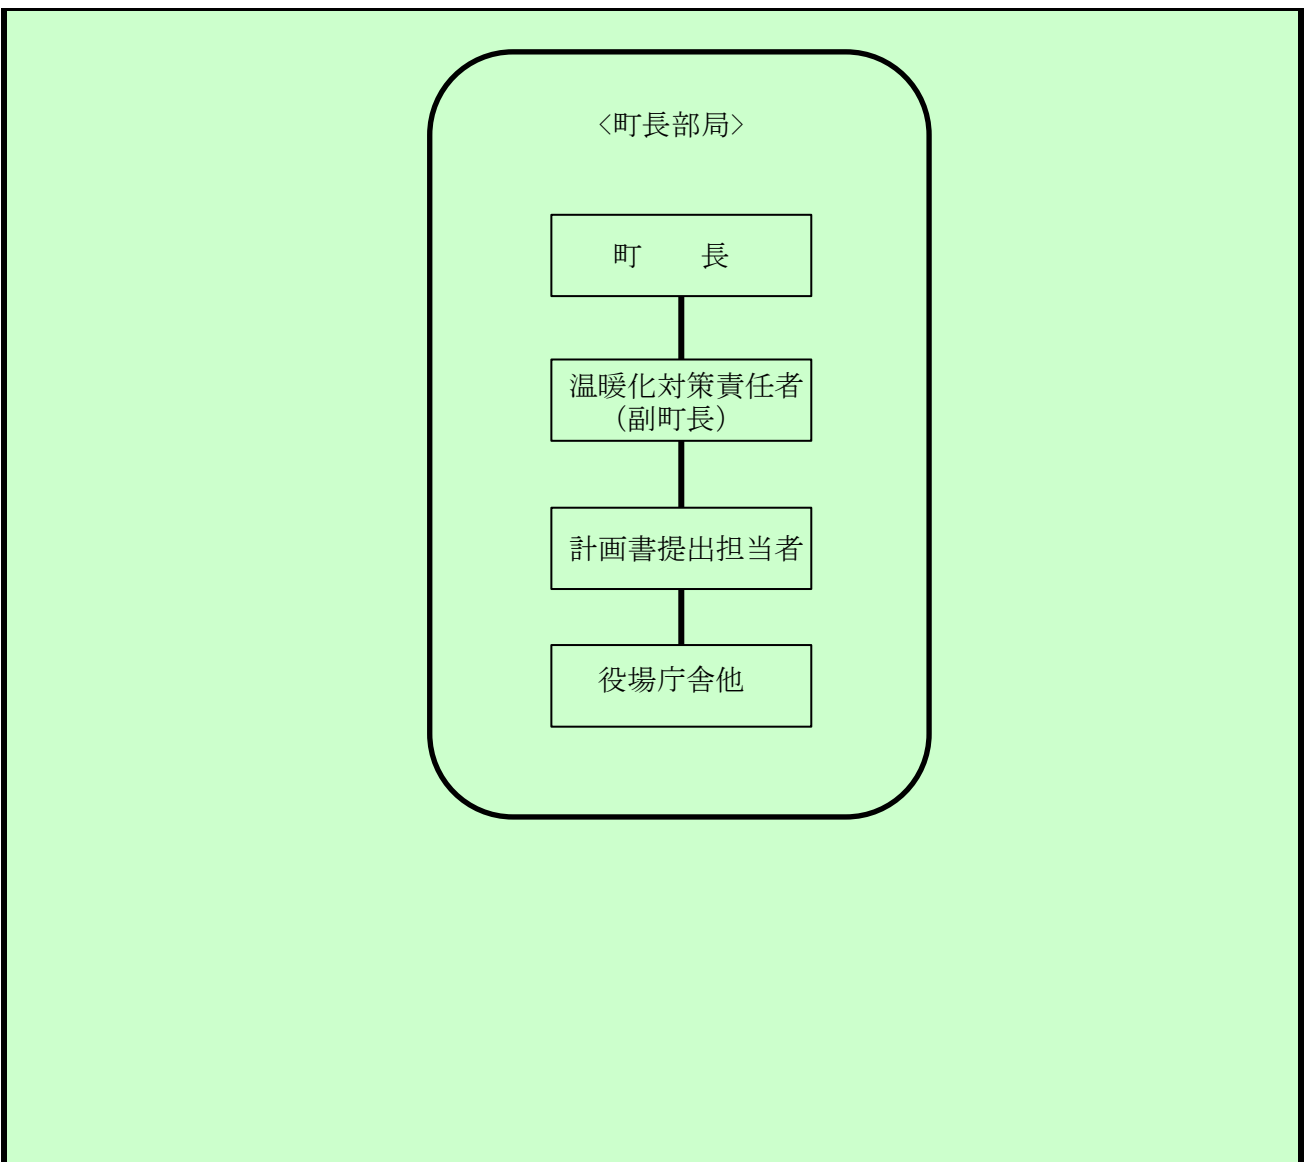 <町長部局>
町　　長
温暖化対策責任者
（副町長）
計画書提出担当者
役場庁舎他